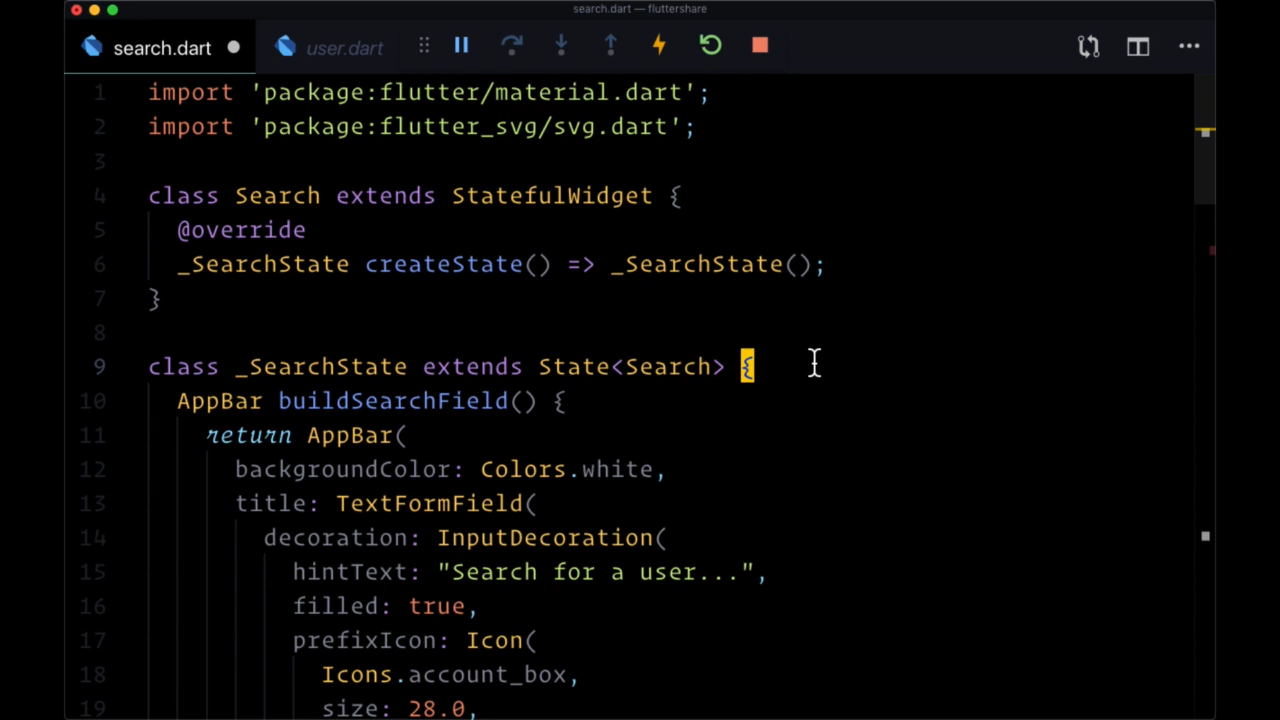 search.dart — fluttershare
search.dart user.dart
1 import 'package:flutter/material.dart';
2 import 'package:flutter_svg/svg.dart';
3
4 class Search extends StatefulWidget {
5 @override
6 _SearchState createState() => _SearchState();
7 }
8
9 class _SearchState extends State<Search> {
10 AppBar buildSearchField() {
11 return AppBar(
12 backgroundColor: Colors.white,
13 title: TextFormField(
14 decoration: InputDecoration(
15 hintText: "Search for a user...",
16 filled: true,
17 prefixIcon: Icon(
18 Icons.account_box,
19 size: 28.0,